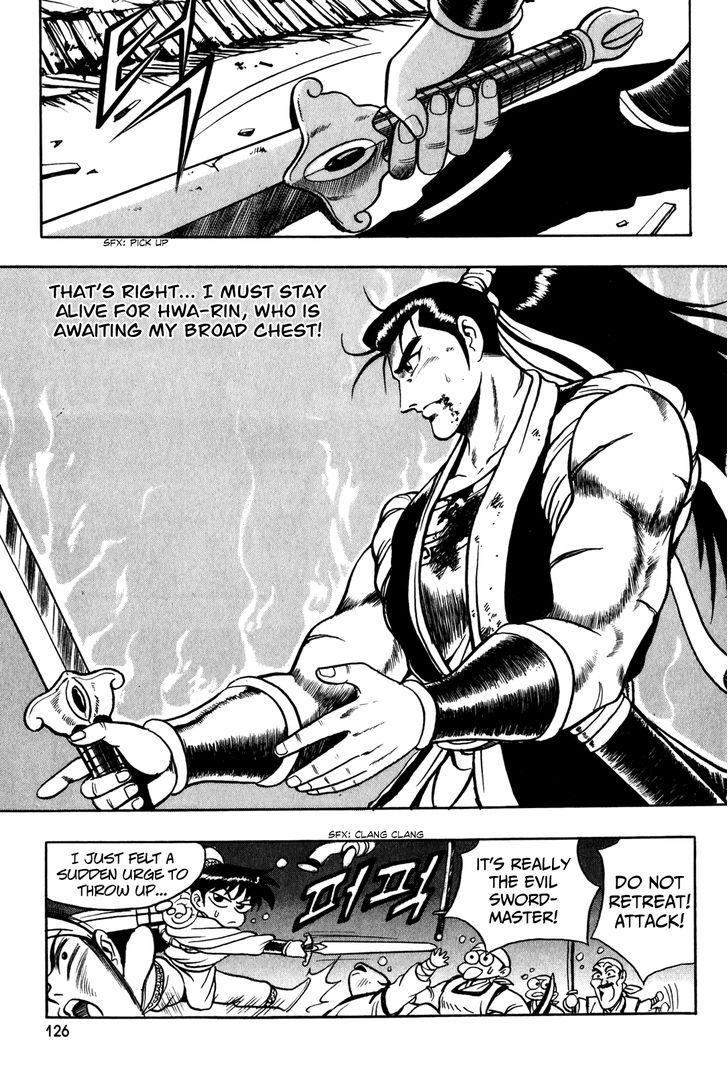 SFX: PICK UP
THAT'S RIGHT... I MUST STAY
ALIVE FOR HWA-RIN, WHO IS
AWAITING MY BROAD CHEST!
SFX: CLANG CLANG
I JUST FELT A
SUDDEN URGE TO
THROW UP...
퍼퍽
IT'S REALLY
THE EVIL
SWORD-
MASTER!
DO NOT
RETREAT!
ATTACK!
126